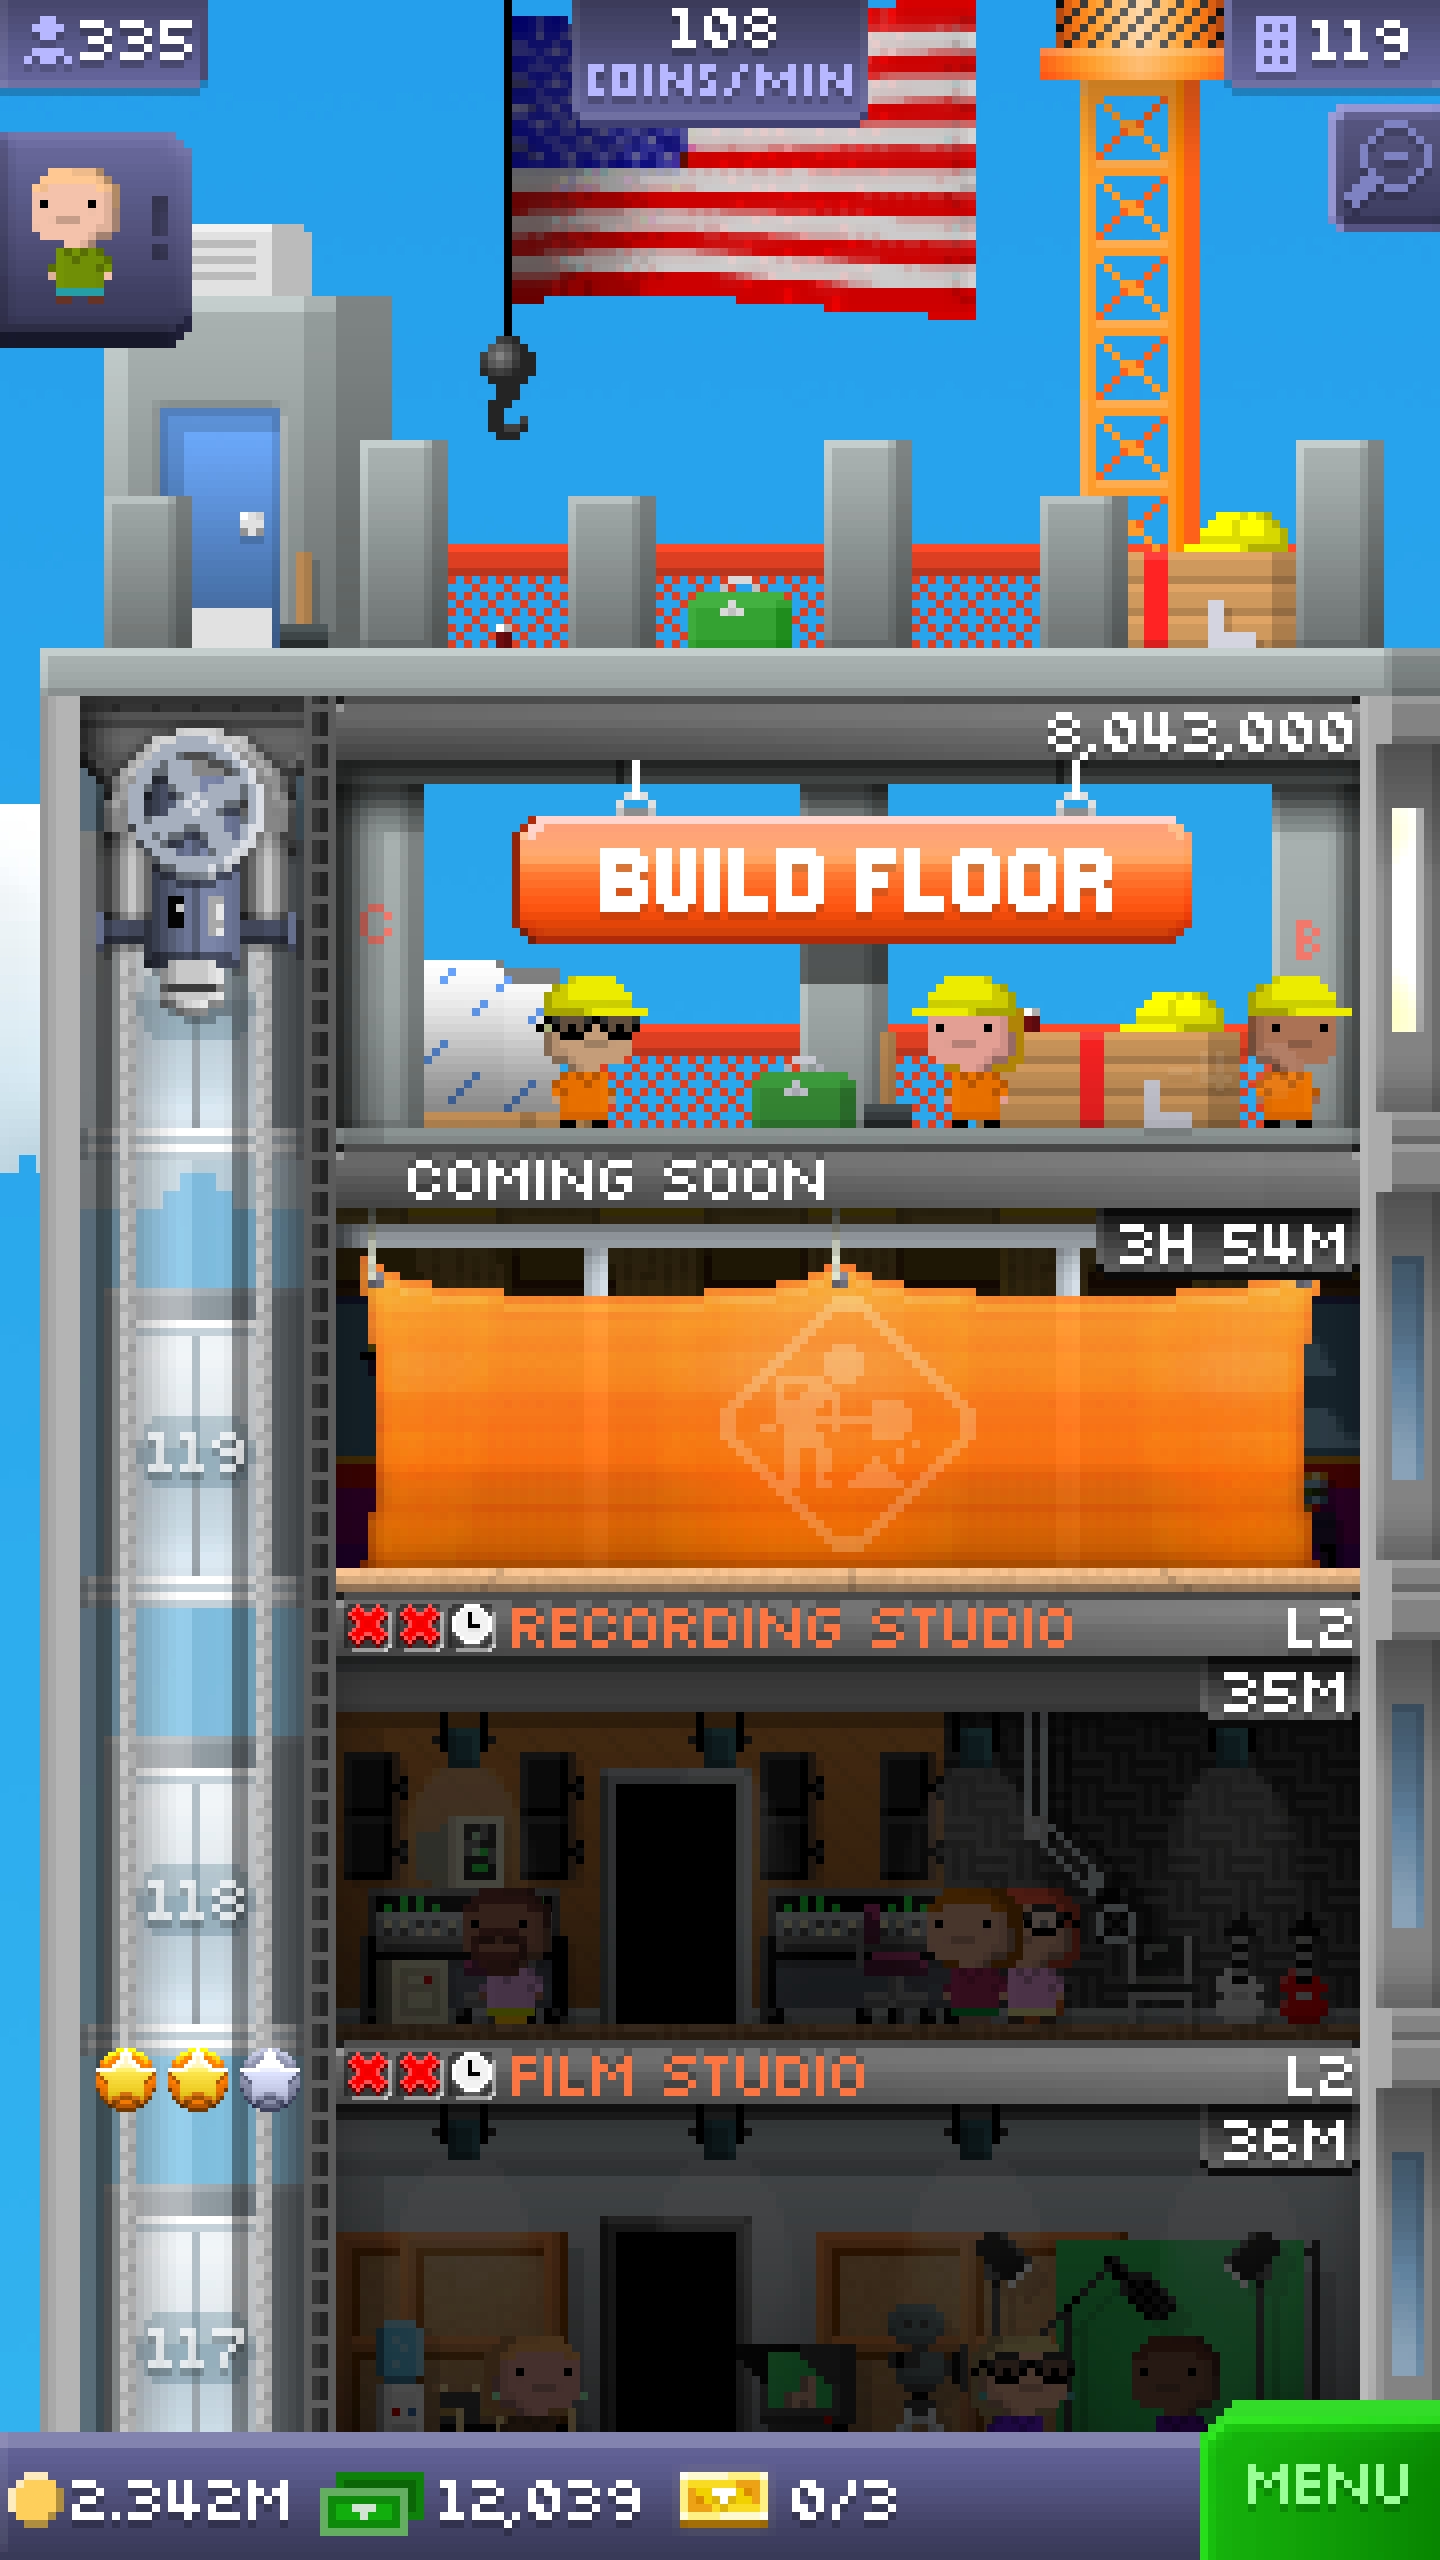 335
108
COINS/MIN
119
8,043,000
BUILD FLOOR
C
B
COMING SOON
3H 54M
119
RECORDING STUDIO L2
35M
118
FILM STUDIO L2
36M
117
2.342M 12,039 0/3
MENU